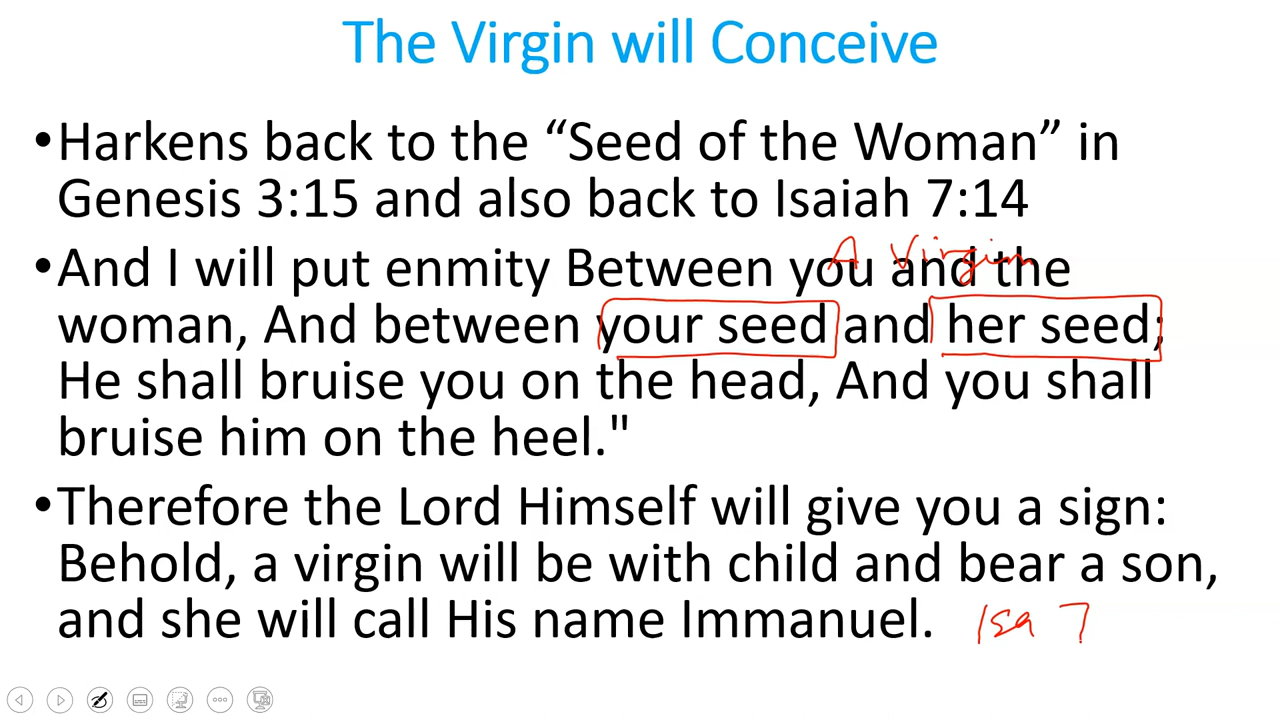 The Virgin will Conceive
•Harkens back to the “Seed of the Woman” in
Genesis 3:15 and also back to Isaiah 7:14
A Virgin
•And I will put enmity Between you and the
woman, And between your seed and her seed;
He shall bruise you on the head, And you shall
bruise him on the heel."
•Therefore the Lord Himself will give you a sign:
Behold, a virgin will be with child and bear a son,
and she will call His name Immanuel. Isa 7